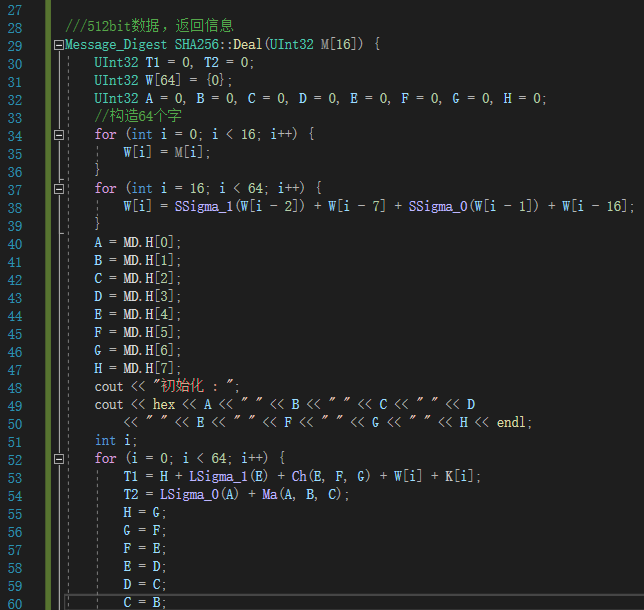 27
28 ///512bit数据，返回信息
29 Message_Digest SHA256::Deal(UInt32 M[16]) {
30 UInt32 T1 = 0, T2 = 0;
31 UInt32 W[64] = {0};
32 UInt32 A = 0, B = 0, C = 0, D = 0, E = 0, F = 0, G = 0, H = 0;
33 //构造64个字
34 for (int i = 0; i < 16; i++) {
35 W[i] = M[i];
36 }
37 for (int i = 16; i < 64; i++) {
38 W[i] = SSigma_1(W[i - 2]) + W[i - 7] + SSigma_0(W[i - 1]) + W[i - 16];
39 }
40 A = MD.H[0];
41 B = MD.H[1];
42 C = MD.H[2];
43 D = MD.H[3];
44 E = MD.H[4];
45 F = MD.H[5];
46 G = MD.H[6];
47 H = MD.H[7];
48 cout << "初始化 : ";
49 cout << hex << A << " " << B << " " << C << " " << D
50 << " " << E << " " << F << " " << G << " " << H << endl;
51 int i;
52 for (i = 0; i < 64; i++) {
53 T1 = H + LSigma_1(E) + Ch(E, F, G) + W[i] + K[i];
54 T2 = LSigma_0(A) + Ma(A, B, C);
55 H = G;
56 G = F;
57 F = E;
58 E = D;
59 D = C;
60 C = B;